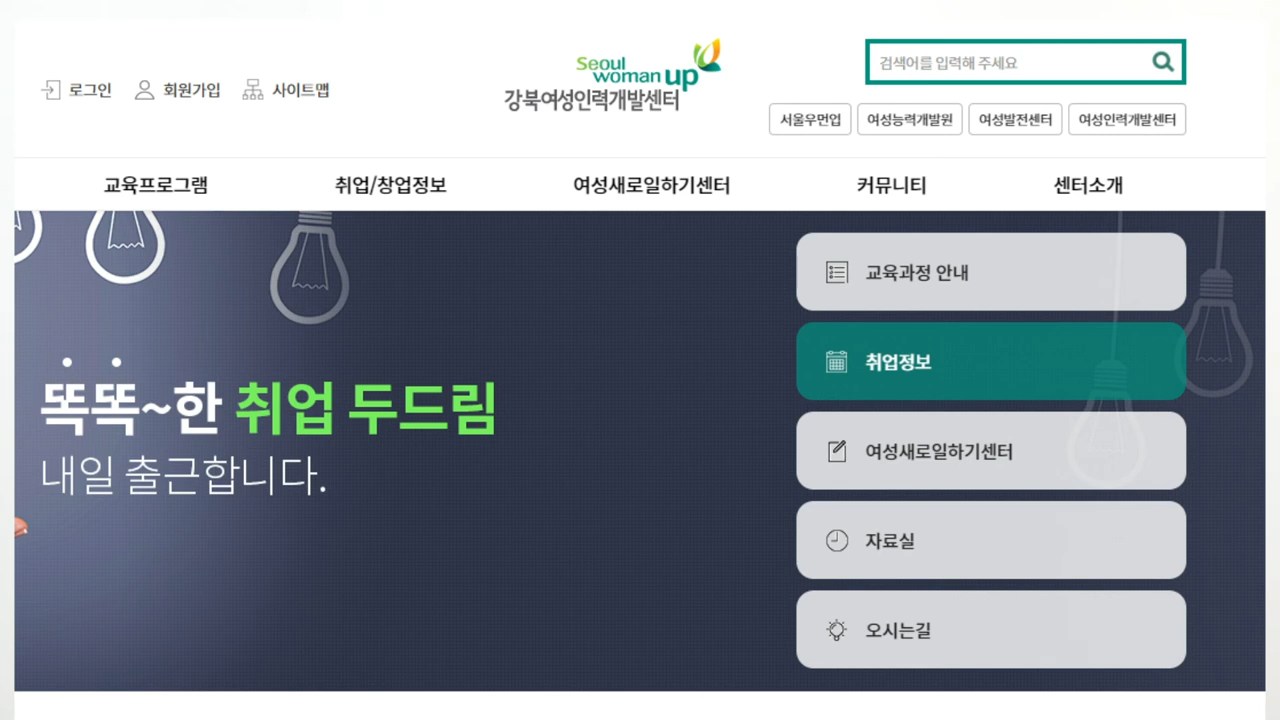 로그인 회원가입 사이트맵
Seoul
woman up
강북여성인력개발센터
검색어를 입력해 주세요
서울우먼업 여성능력개발원 여성발전센터 여성인력개발센터
교육프로그램 취업/창업정보 여성새로일하기센터 커뮤니티 센터소개
똑똑~한 취업 두드림
내일 출근합니다.
교육과정 안내
취업정보
여성새로일하기센터
자료실
오시는길